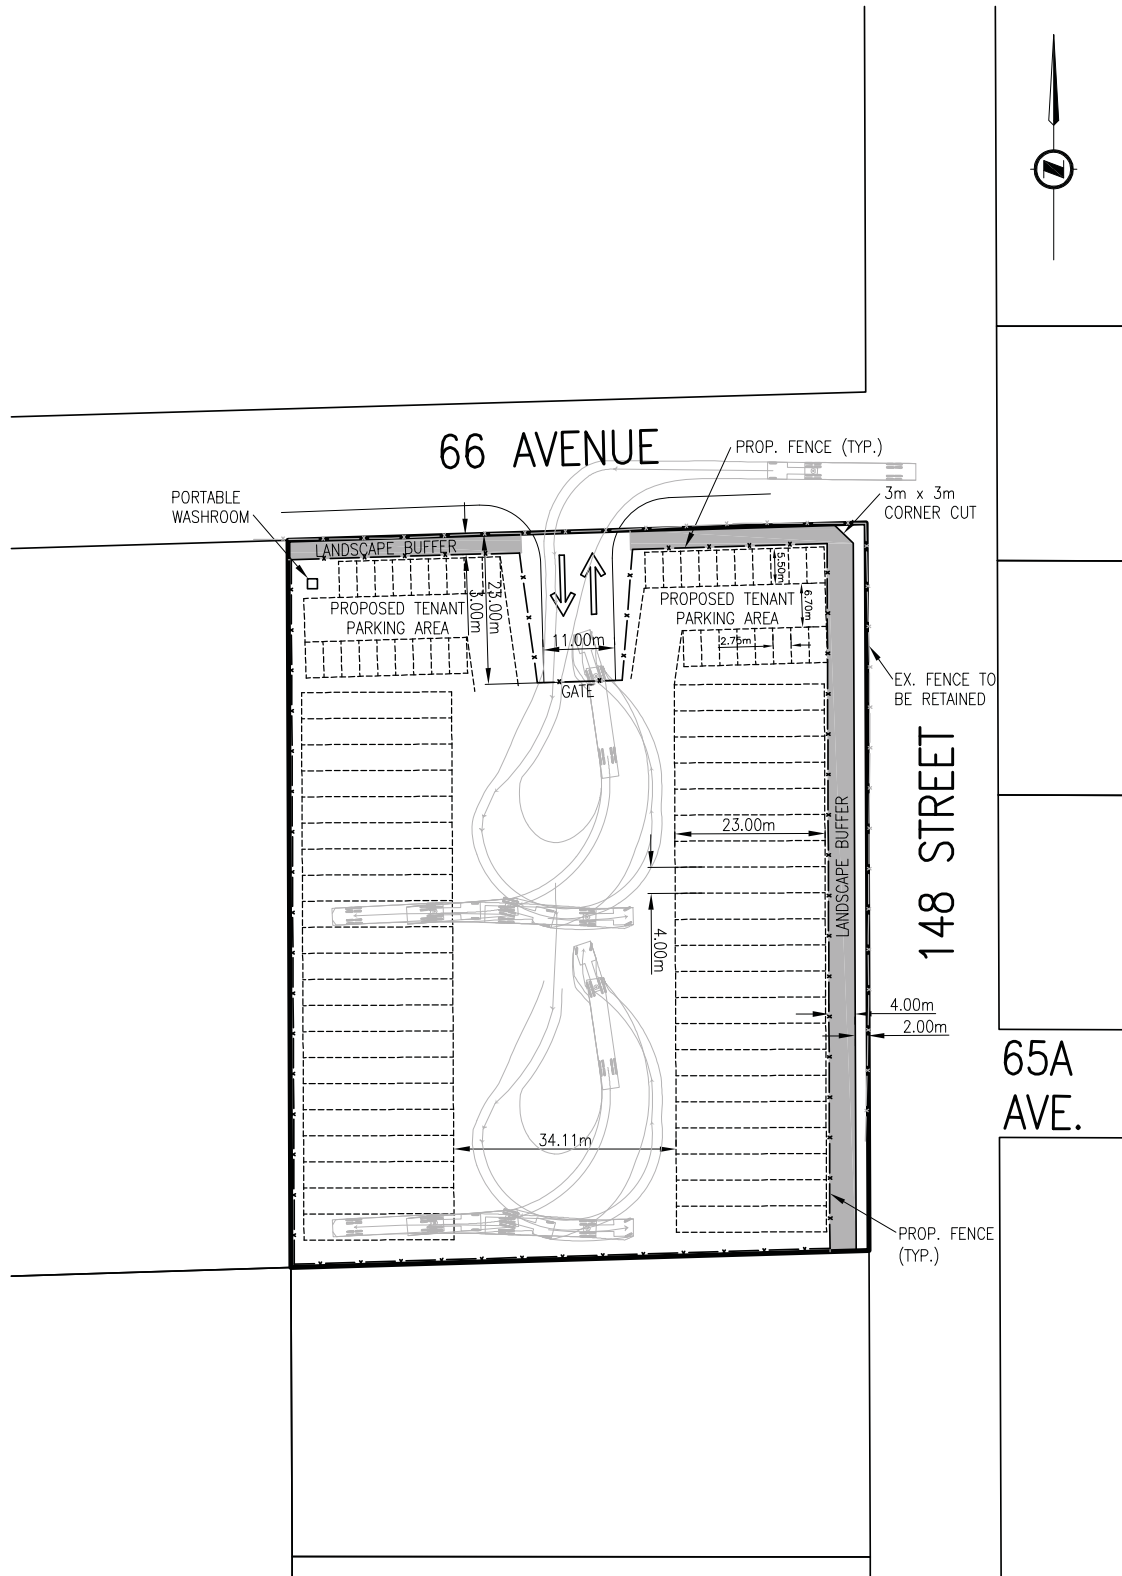 66 AVENUE
PROP. FENCE (TYP.)
3m x 3m
CORNER CUT
PORTABLE
WASHROOM
LANDSCAPE BUFFER
PROPOSED TENANT
PARKING AREA
3.00m
23.00m
11.00m
GATE
PROPOSED TENANT
PARKING AREA
5.50m
6.70m
2.75m
EX. FENCE TO
BE RETAINED
148 STREET
LANDSCAPE BUFFER
23.00m
4.00m
4.00m
2.00m
65A
AVE.
34.11m
PROP. FENCE
(TYP.)